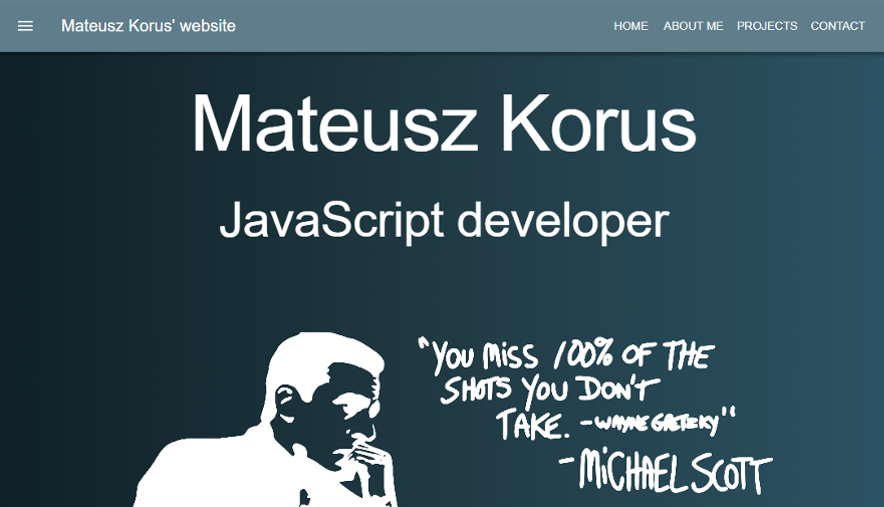 Mateusz Korus' website
HOME ABOUT ME PROJECTS CONTACT
Mateusz Korus
JavaScript developer
"YOU MiSS 100% OF THE
SHOTS YOU DON'T
TAKE. -WAYNE GRETZKY"
-MiCHAEL SCOTT